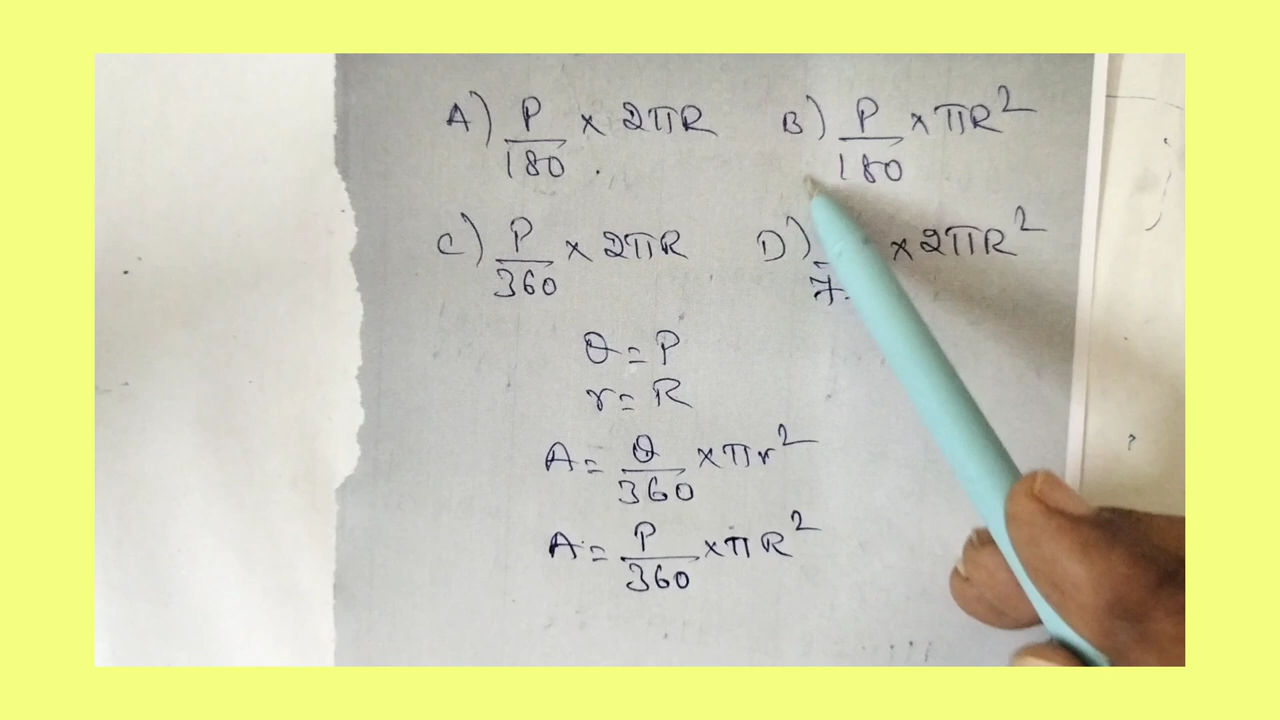 A) P/180 × 2πR B) P/180 × πR²
C) P/360 × 2πR D) × 2πR²
θ = P
r = R
A = θ/360 × πr²
A = P/360 × πR²